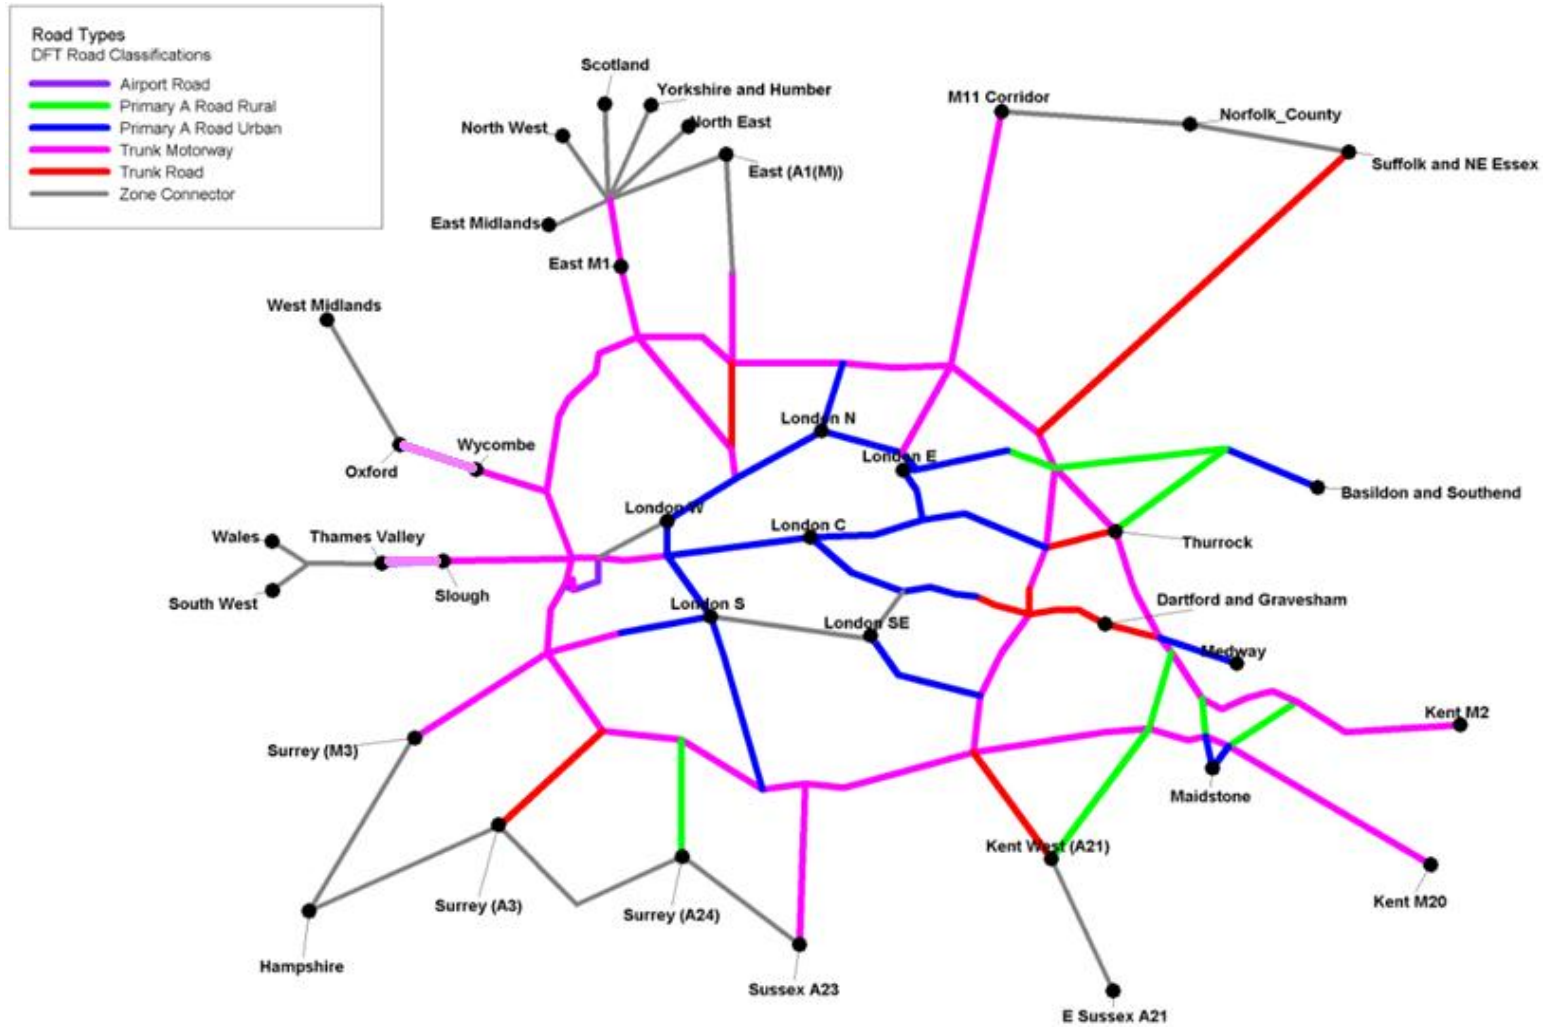 Road Types
DFT Road Classifications
Airport Road
Primary A Road Rural
Primary A Road Urban
Trunk Motorway
Trunk Road
Zone Connector
Scotland
Yorkshire and Humber
North West
North East
East (A1(M))
East Midlands
East M1
M11 Corridor
Norfolk_County
Suffolk and NE Essex
West Midlands
Oxford
Wycombe
London N
London E
Basildon and Southend
London W
London C
Thurrock
Wales
Thames Valley
Slough
South West
London S
London SE
Dartford and Gravesham
Medway
Kent M2
Surrey (M3)
Maidstone
Kent West (A21)
Surrey (A3)
Surrey (A24)
Kent M20
Hampshire
Sussex A23
E Sussex A21